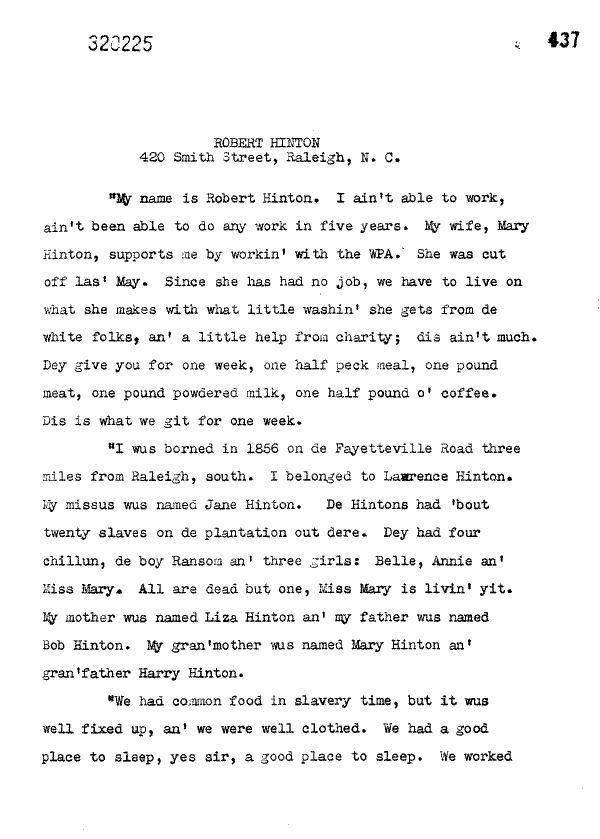 320225
437
ROBERT HINTON
420 Smith Street, Raleigh, N. C.
"My name is Robert Hinton. I ain't able to work,
ain't been able to do any work in five years. My wife, Mary
Hinton, supports me by workin' with the WPA. She was cut
off las' May. Since she has had no job, we have to live on
what she makes with what little washin' she gets from de
white folks, an' a little help from charity; dis ain't much.
Dey give you for one week, one half peck meal, one pound
meat, one pound powdered milk, one half pound o' coffee.
Dis is what we git for one week.
"I wus borned in 1856 on de Fayetteville Road three
miles from Raleigh, south. I belonged to Lawrence Hinton.
My missus wus named Jane Hinton. De Hintons had 'bout
twenty slaves on de plantation out dere. Dey had four
chillun, de boy Ransom an' three girls: Belle, Annie an'
Miss Mary. All are dead but one, Miss Mary is livin' yit.
My mother wus named Liza Hinton an' my father wus named
Bob Hinton. My gran'mother wus named Mary Hinton an'
gran'father Harry Hinton.
"We had common food in slavery time, but it wus
well fixed up, an' we were well clothed. We had a good
place to sleep, yes sir, a good place to sleep. We worked